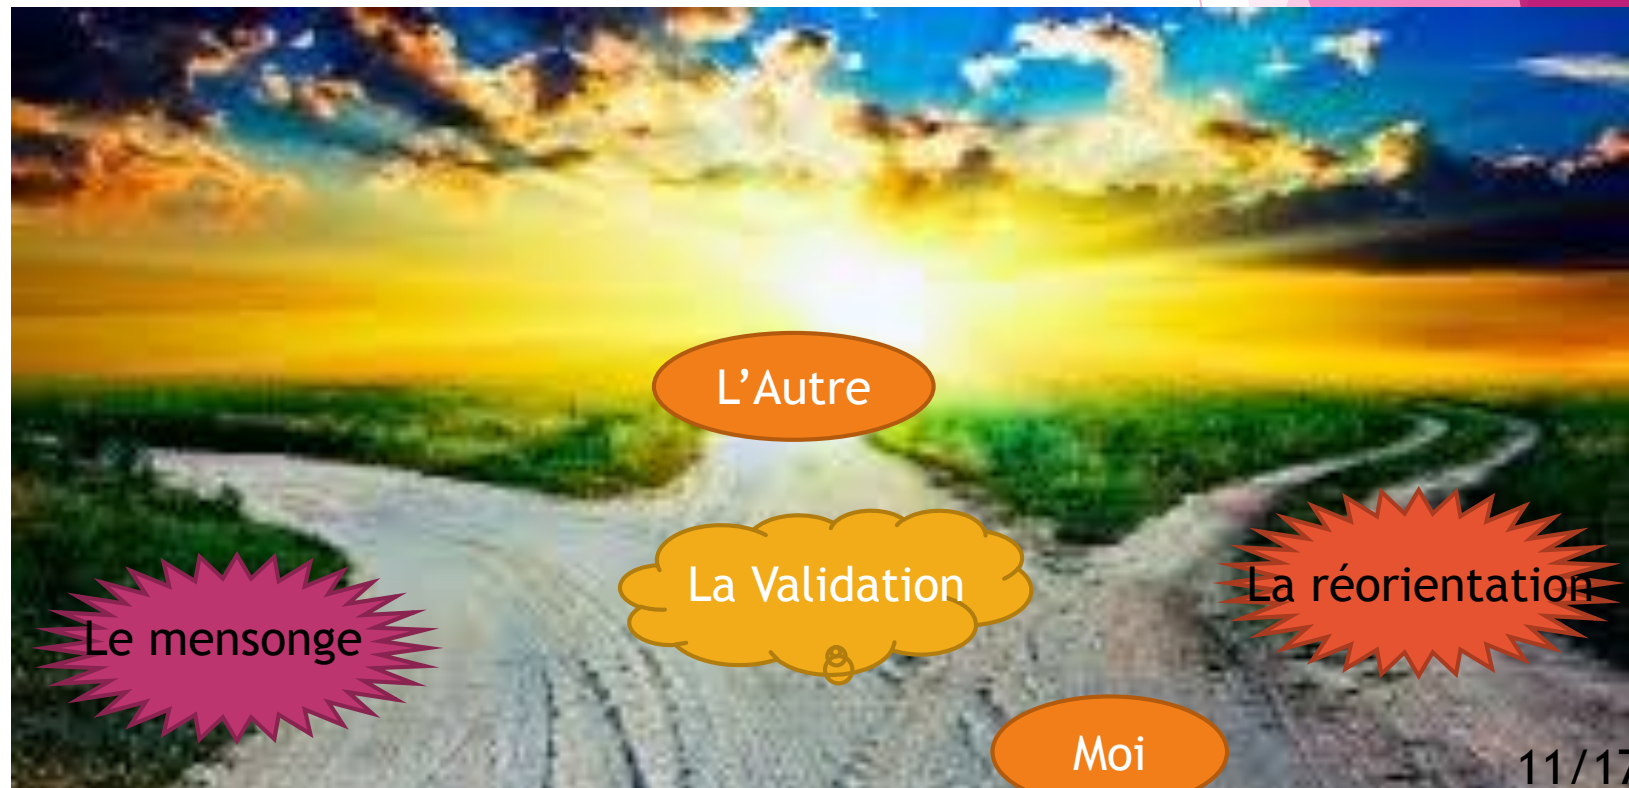 L’Autre
La Validation
La réorientation
Le mensonge
Moi
11/17